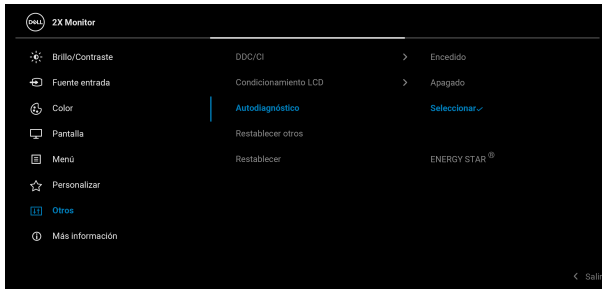 DELL 2X Monitor
Brillo/Contraste DDC/CI > Encedido
Fuente entrada Condicionamiento LCD > Apagado
Color Autodiagnóstico Seleccionar✓
Pantalla Restablecer otros
Menú Restablecer ENERGY STAR ®
Personalizar
Otros
Más información
< Salir